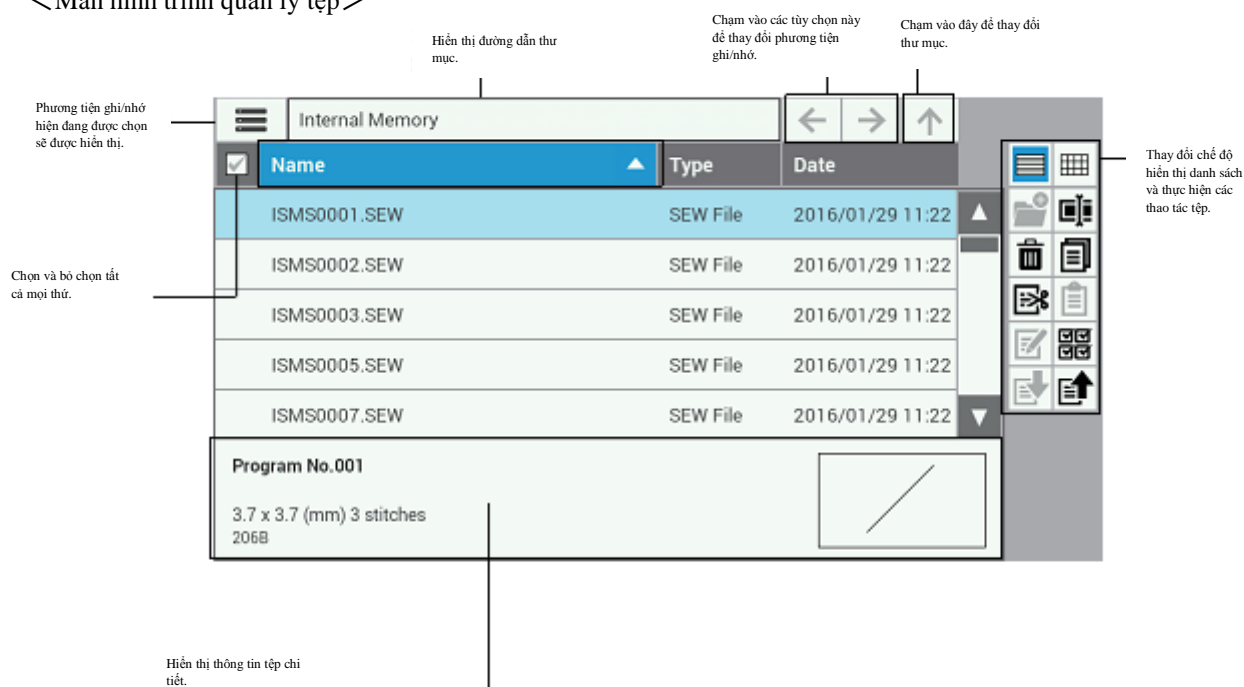 ＜Màn hình trình quản lý tệp＞
Hiển thị đường dẫn thư
mục.
Chạm vào các tùy chọn này
để thay đổi phương tiện
ghi/nhớ.
Chạm vào đây để thay đổi
thư mục.
Phương tiện ghi/nhớ
hiện đang được chọn
sẽ được hiển thị.
Internal Memory
Name Type Date
ISMS0001.SEW SEW File 2016/01/29 11:22
ISMS0002.SEW SEW File 2016/01/29 11:22
ISMS0003.SEW SEW File 2016/01/29 11:22
ISMS0005.SEW SEW File 2016/01/29 11:22
ISMS0007.SEW SEW File 2016/01/29 11:22
Thay đổi chế độ
hiển thị danh sách
và thực hiện các
thao tác tệp.
Chọn và bỏ chọn tất
cả mọi thứ.
Program No.001
3.7 x 3.7 (mm) 3 stitches
206B
Hiển thị thông tin tệp chi
tiết.